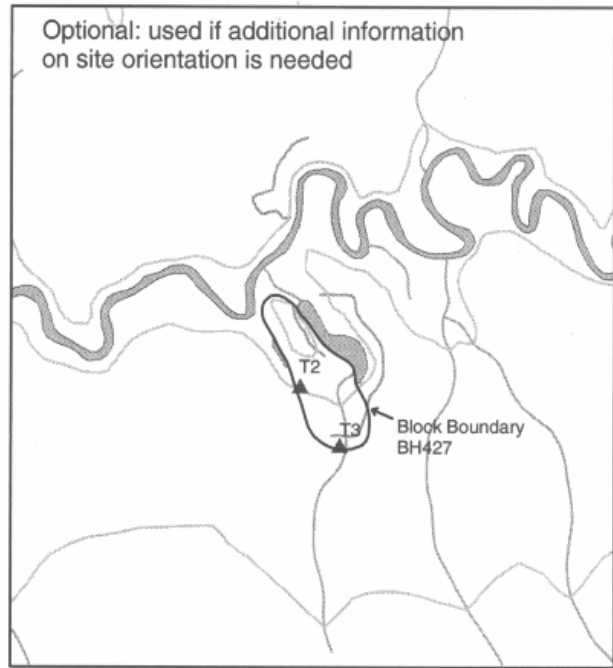 Optional: used if additional information
on site orientation is needed
T2
T3
Block Boundary
BH427